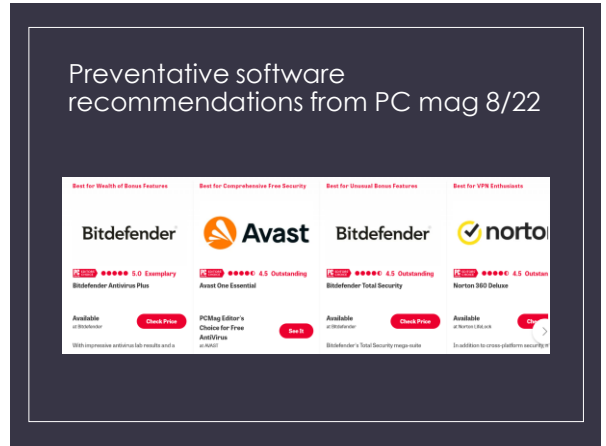 Preventative software
recommendations from PC mag 8/22
Best for Wealth of Bonus Features
Bitdefender
5.0 Exemplary
Bitdefender Antivirus Plus
Available
at Bitdefender
Check Price
With impressive antivirus lab results and a
Best for Comprehensive Free Security
Avast
4.5 Outstanding
Avast One Essential
PCMag Editor's
Choice for Free
AntiVirus
at AVAST
See It
Best for Unusual Bonus Features
Bitdefender
4.5 Outstanding
Bitdefender Total Security
Available
at Bitdefender
Check Price
Bitdefender's Total Security mega-suite
Best for VPN Enthusiasts
norto
4.5 Outstan
Norton 360 Deluxe
Available
at Norton LifeLock
In addition to cross-platform security